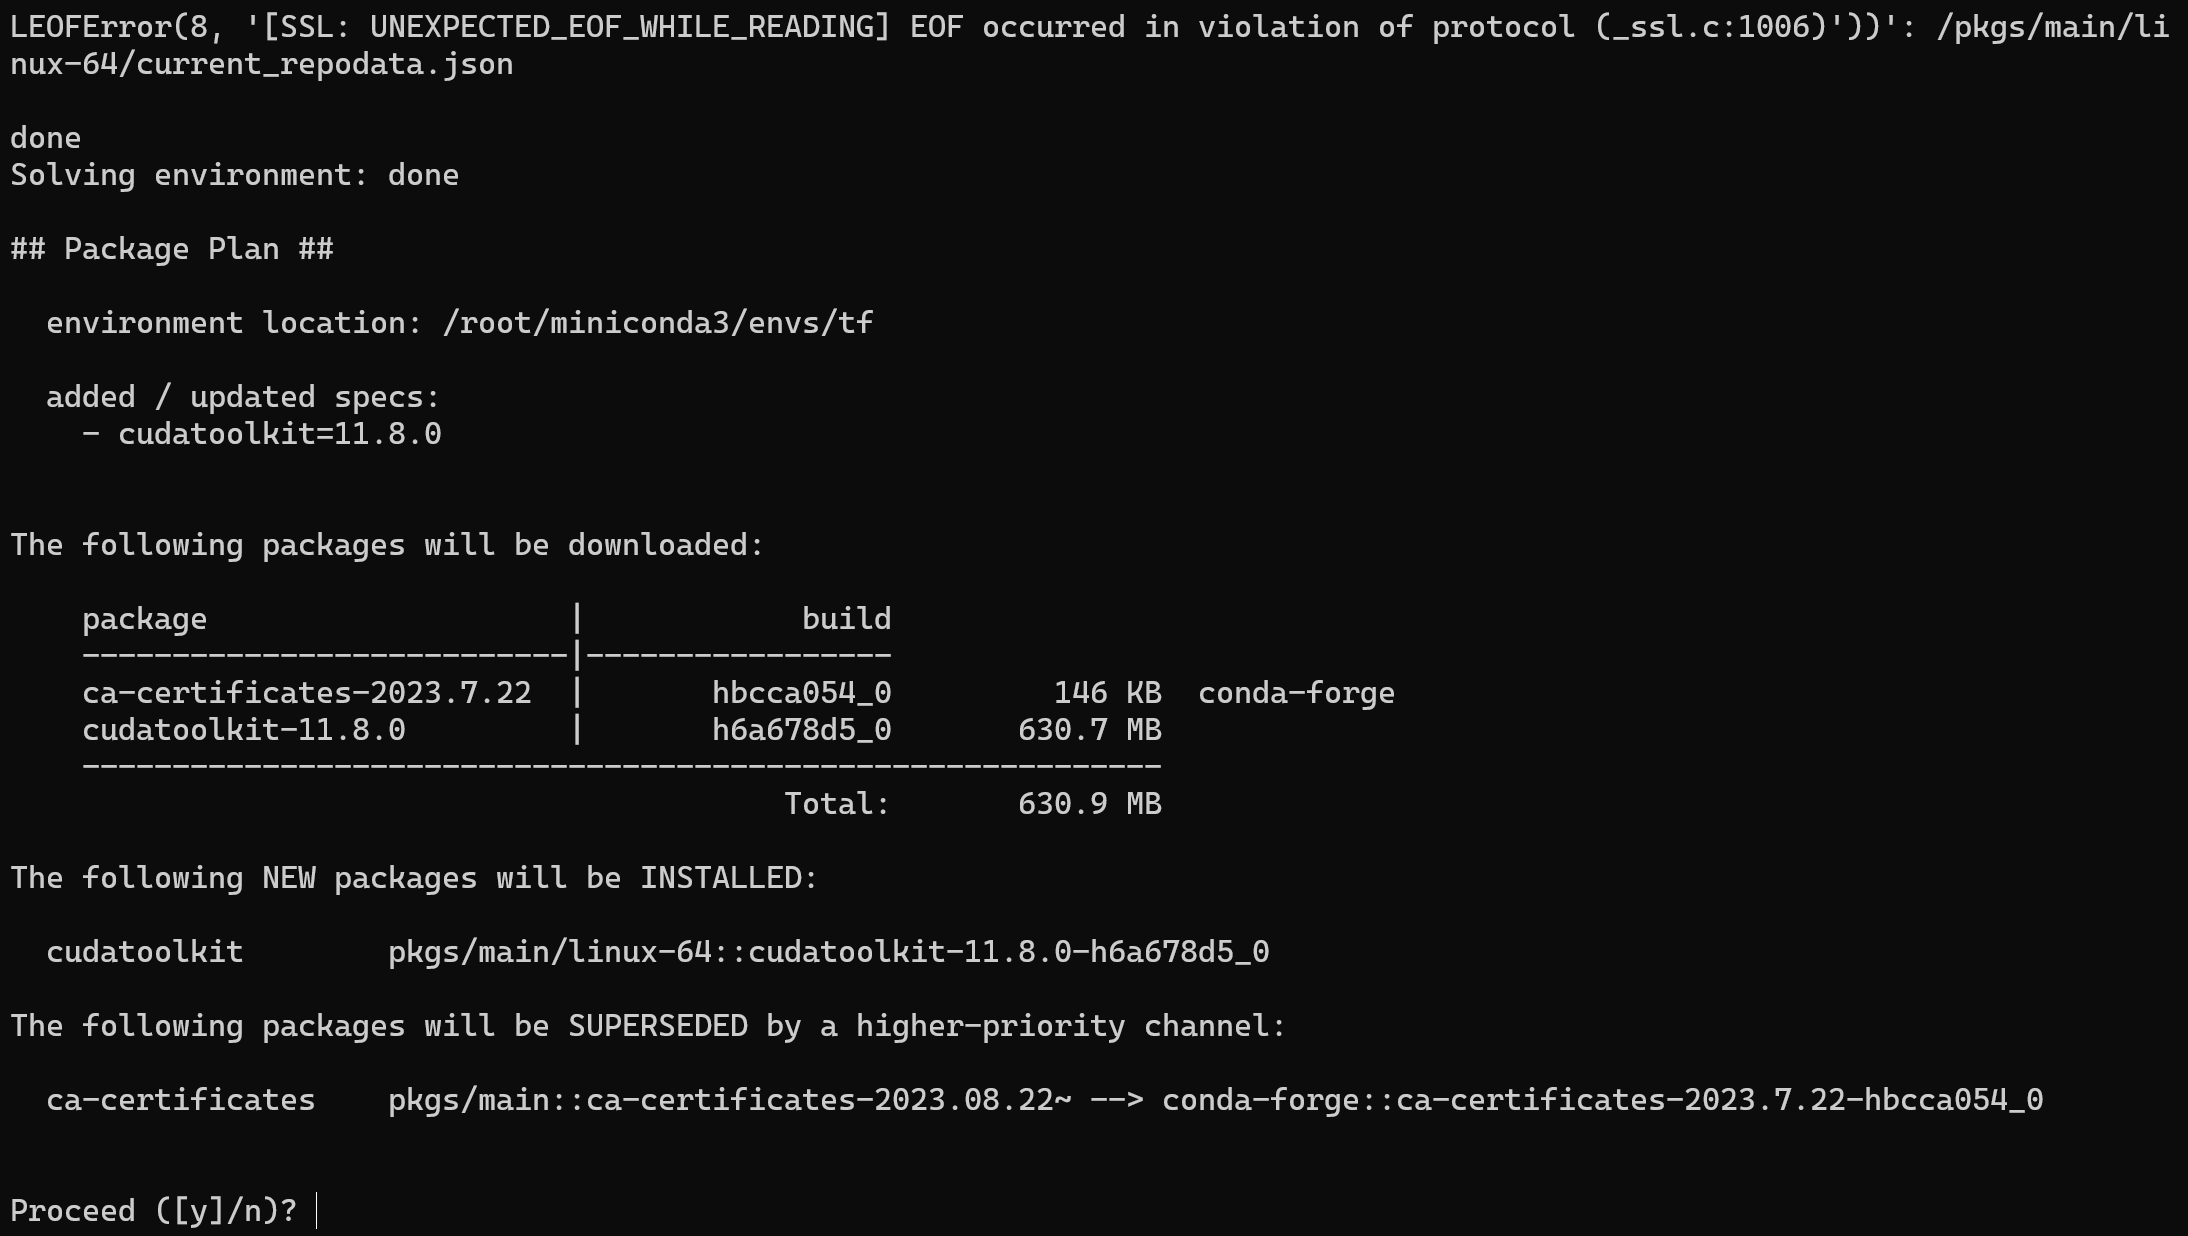 LEOFError(8, '[SSL: UNEXPECTED_EOF_WHILE_READING] EOF occurred in violation of protocol (_ssl.c:1006)'))': /pkgs/main/li
nux-64/current_repodata.json
done
Solving environment: done
## Package Plan ##
environment location: /root/miniconda3/envs/tf
added / updated specs:
- cudatoolkit=11.8.0
The following packages will be downloaded:
package | build
---------------------------|-----------------
ca-certificates-2023.7.22 | hbcca054_0 146 KB conda-forge
cudatoolkit-11.8.0 | h6a678d5_0 630.7 MB
------------------------------------------------------------
Total: 630.9 MB
The following NEW packages will be INSTALLED:
cudatoolkit pkgs/main/linux-64::cudatoolkit-11.8.0-h6a678d5_0
The following packages will be SUPERSEDED by a higher-priority channel:
ca-certificates pkgs/main::ca-certificates-2023.08.22~ --> conda-forge::ca-certificates-2023.7.22-hbcca054_0
Proceed ([y]/n)?